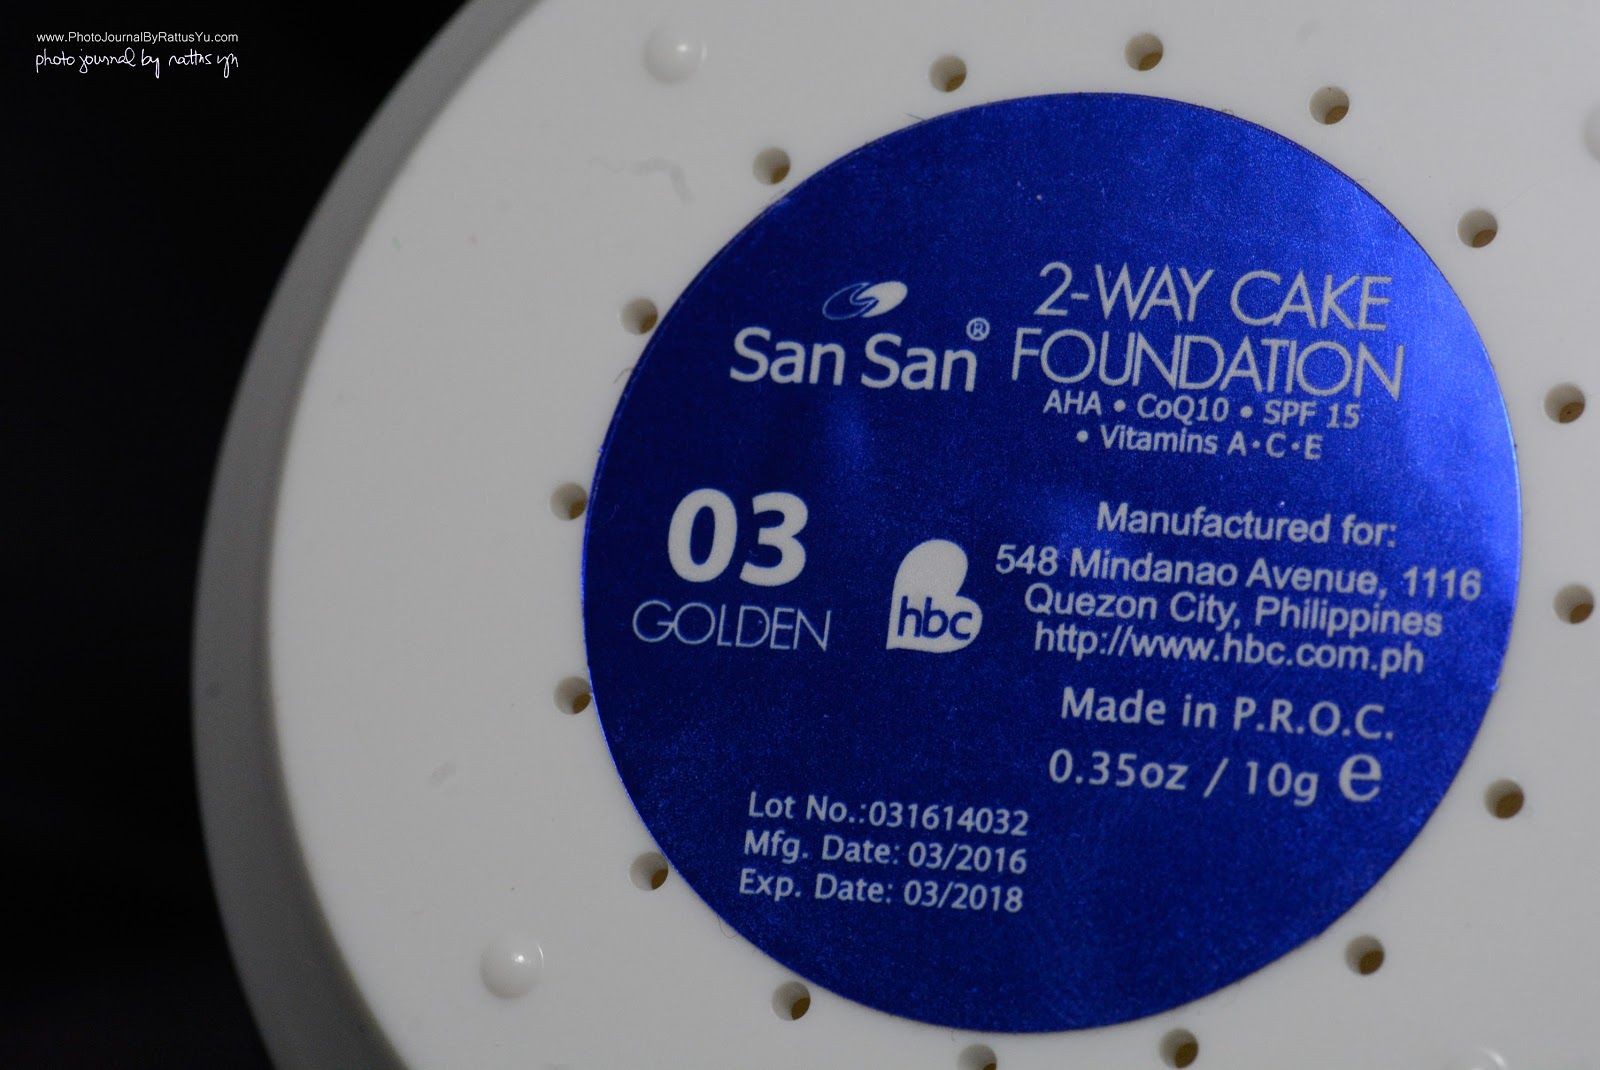 www.PhotoJournalByRattusYu.com
photo journal by rattus yu
San San®
2-WAY CAKE
FOUNDATION
AHA • CoQ10 • SPF 15
• Vitamins A·C·E
03
GOLDEN
hbc
Manufactured for:
548 Mindanao Avenue, 1116
Quezon City, Philippines
http://www.hbc.com.ph
Made in P.R.O.C.
0.35oz / 10g e
Lot No.:031614032
Mfg. Date: 03/2016
Exp. Date: 03/2018